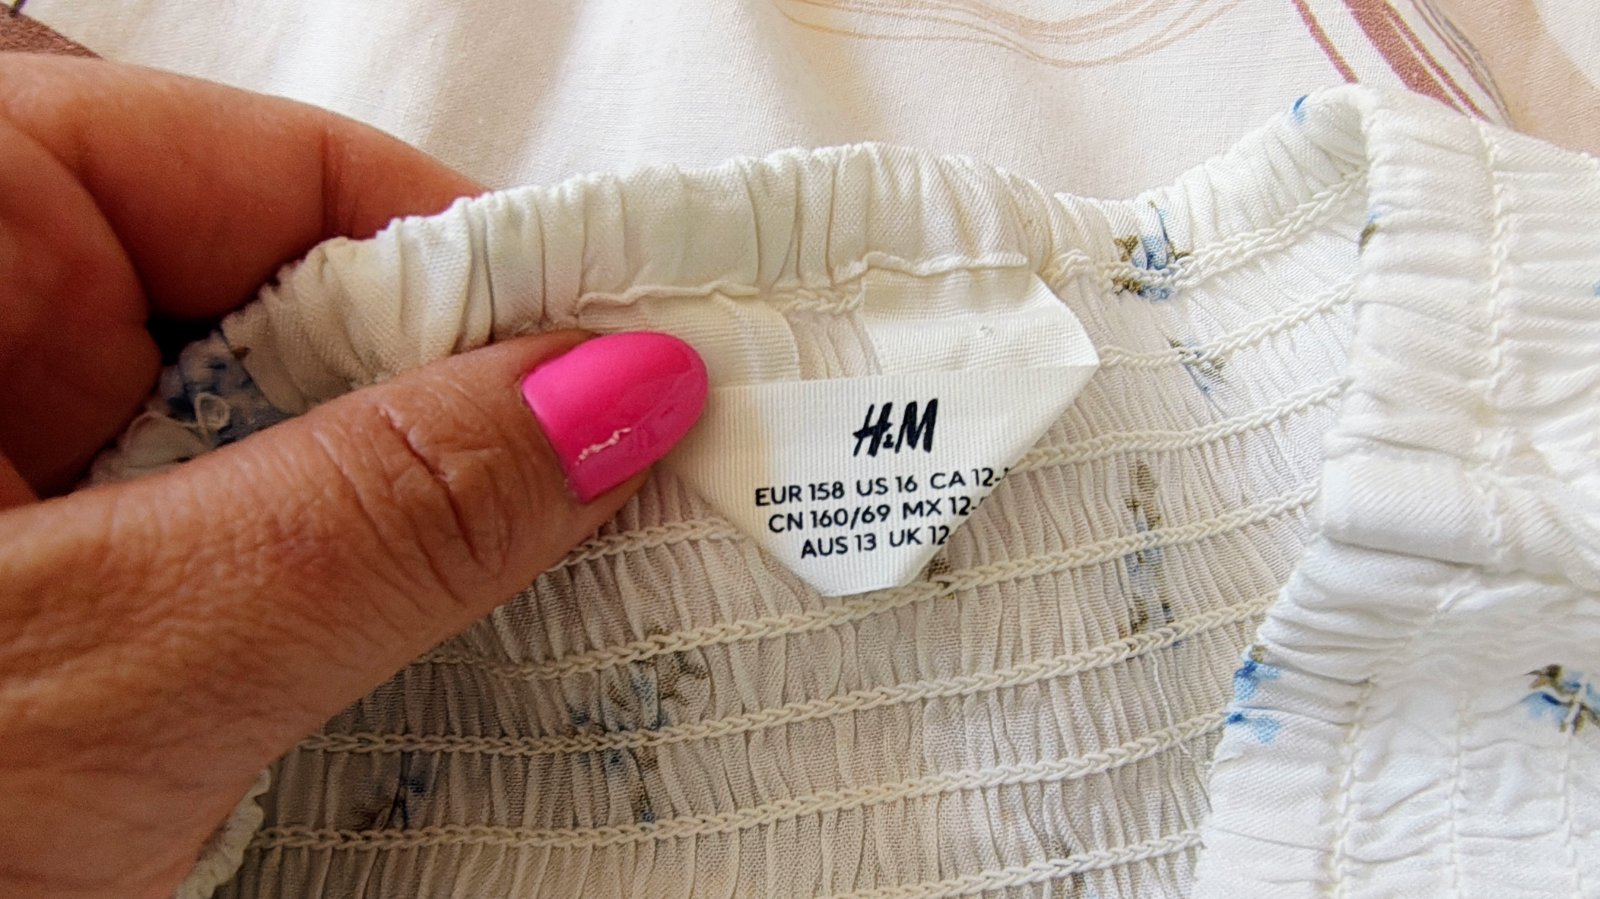 H&M
EUR 158 US 16 CA 12-
CN 160/69 MX 12-
AUS 13 UK 12-